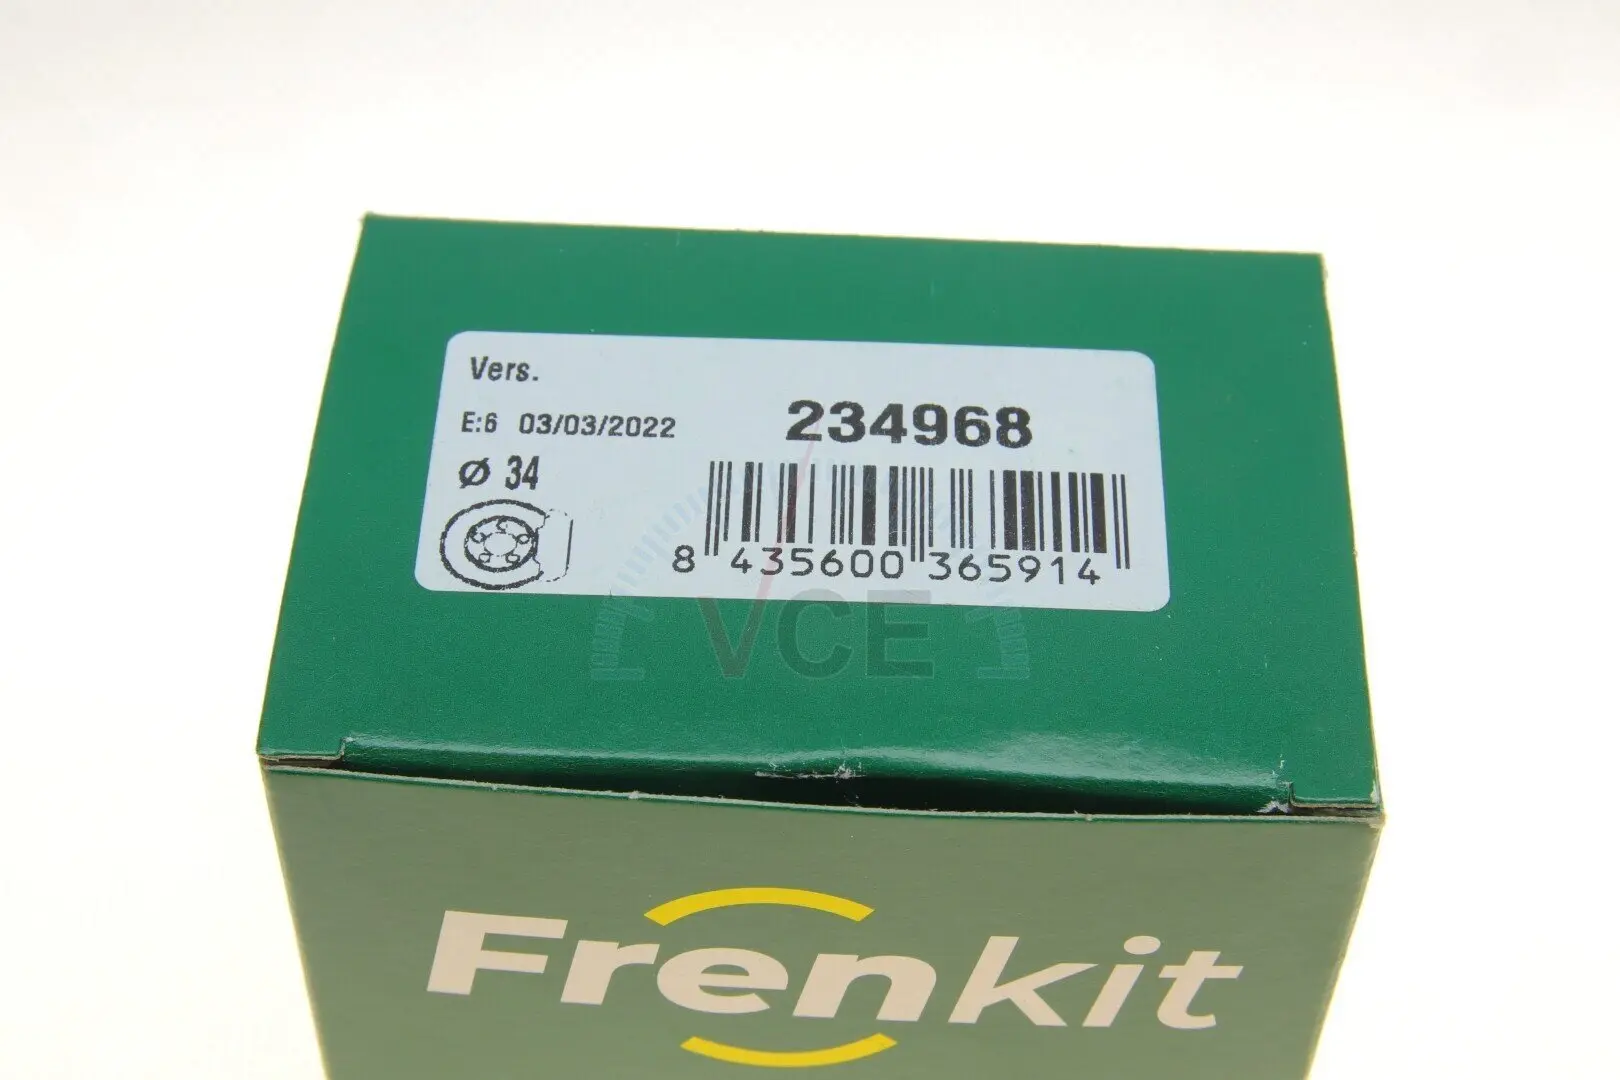 Vers.
E:6 03/03/2022
234968
Ø 34
8 435600 365914
VCE
Frenkit